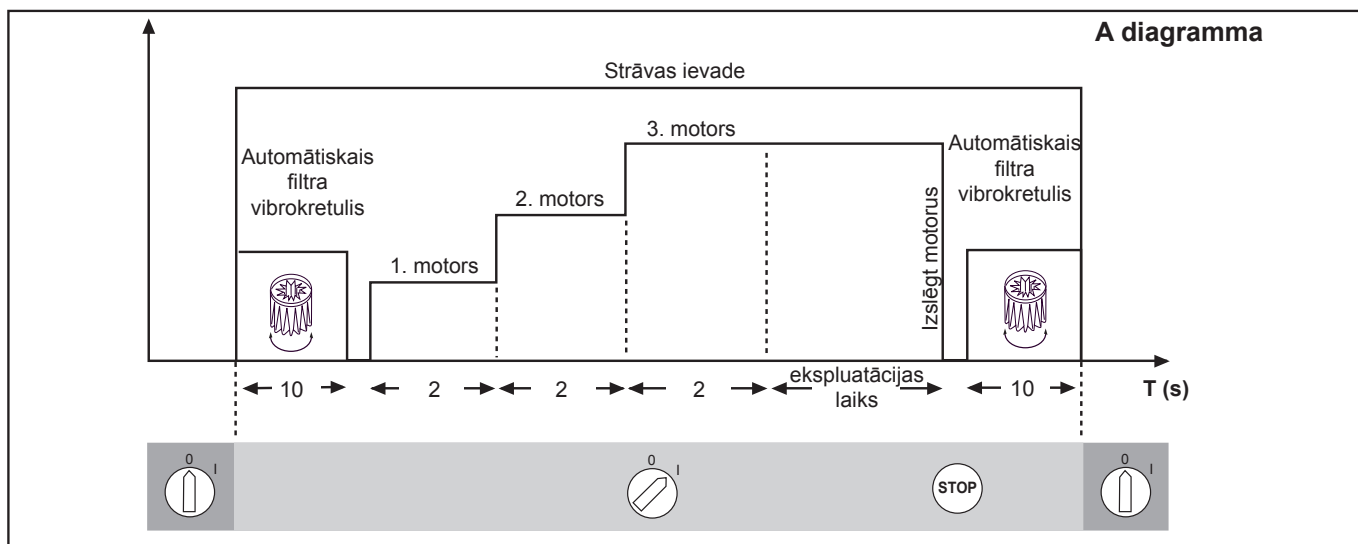 A diagramma
Strāvas ievade
Automātiskais
filtra
vibrokretulis
1. motors
2. motors
3. motors
Izslēgt motorus
Automātiskais
filtra
vibrokretulis
10
2
2
2
ekspluatācijas
laiks
10
T (s)
0
I
0
I
STOP
0
I